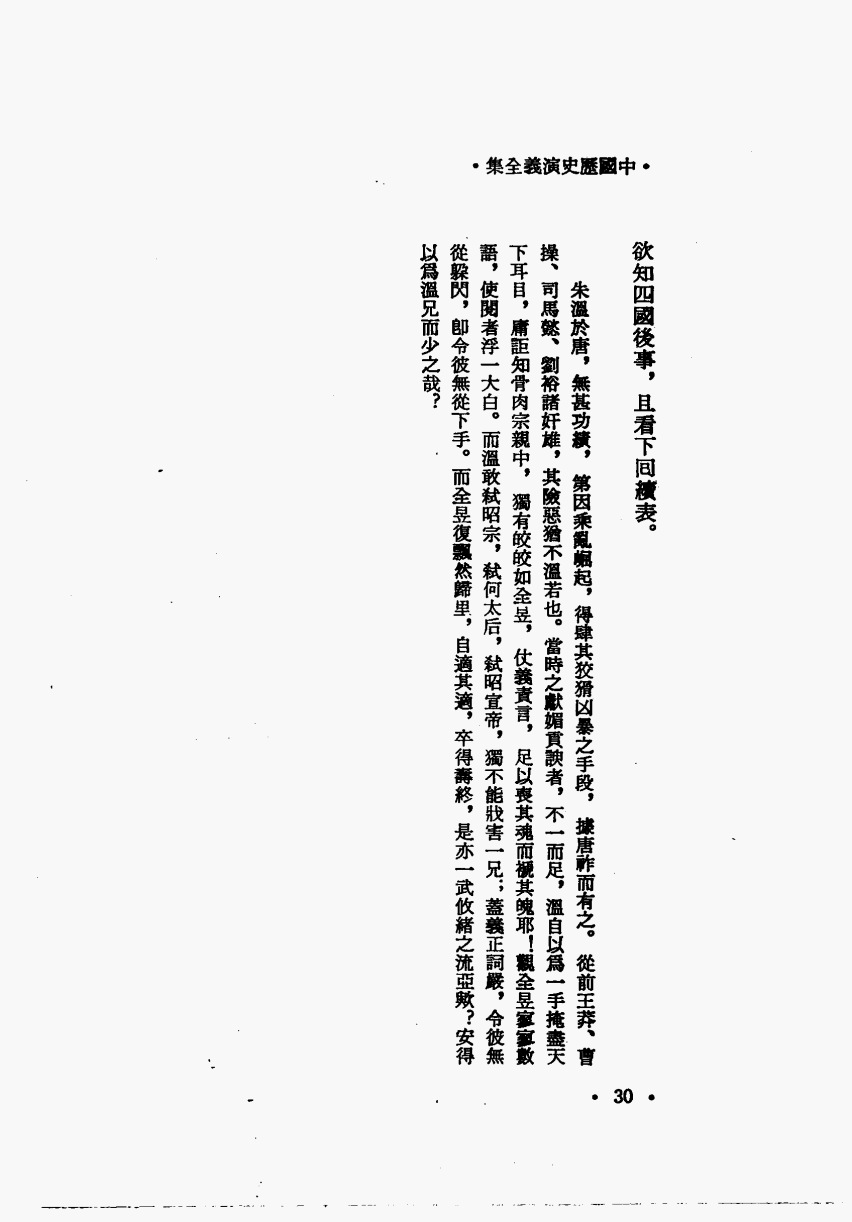 •中國歷史演義全集•
欲知四國後事，且看下回續表。
朱溫於唐，無甚功績，第因乘亂崛起，得肆其狡猾凶暴之手段，據唐祚而有之。從前王莽、曹
操、司馬懿、劉裕諸奸雄，其險惡猶不溫若也。當時之獻媚貢諛者，不一而足，溫自以爲一手掩盡天
下耳目，庸詎知骨肉宗親中，獨有皎皎如全昱，仗義責言，足以喪其魂而褫其魄耶！觀全昱寥寥數
語，使閱者浮一大白。而溫敢弒昭宗，弒何太后，弒昭宣帝，獨不能戕害一兄；蓋義正詞嚴，令彼無
從躲閃，卽令彼無從下手。而全昱復飄然歸里，自適其適，卒得壽終，是亦一武攸緒之流亞歟？安得
以爲溫兄而少之哉？
• 30 •